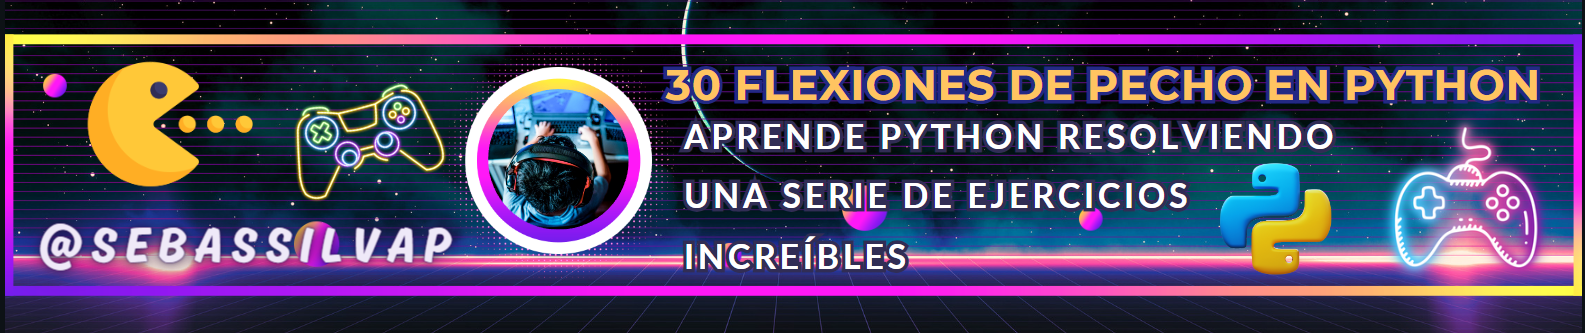 30 FLEXIONES DE PECHO EN PYTHON
APRENDE PYTHON RESOLVIENDO
UNA SERIE DE EJERCICIOS
INCREÍBLES
@SEBASSILVAP